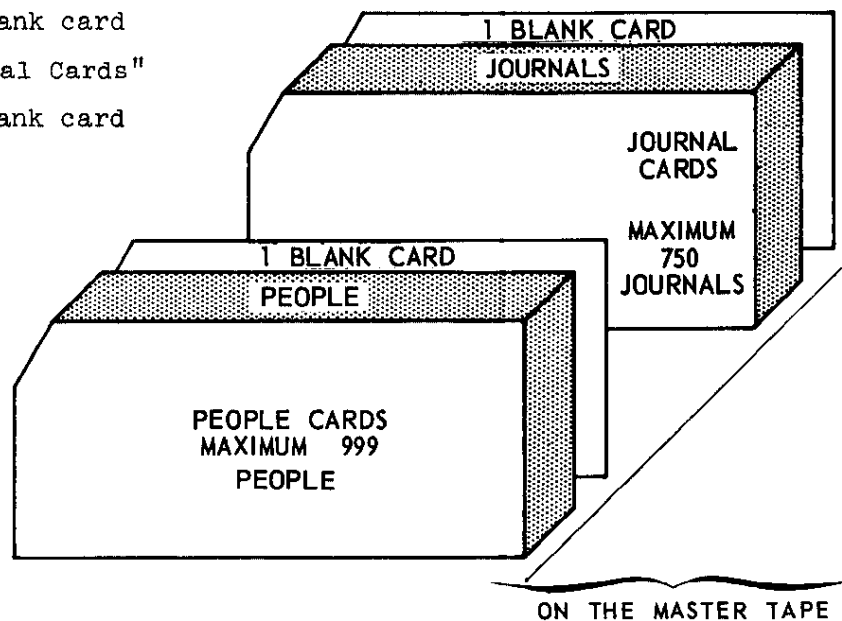 ank card
al Cards"
ank card
1 BLANK CARD
JOURNALS
JOURNAL
CARDS
MAXIMUM
750
JOURNALS
1 BLANK CARD
PEOPLE
PEOPLE CARDS
MAXIMUM 999
PEOPLE
ON THE MASTER TAPE